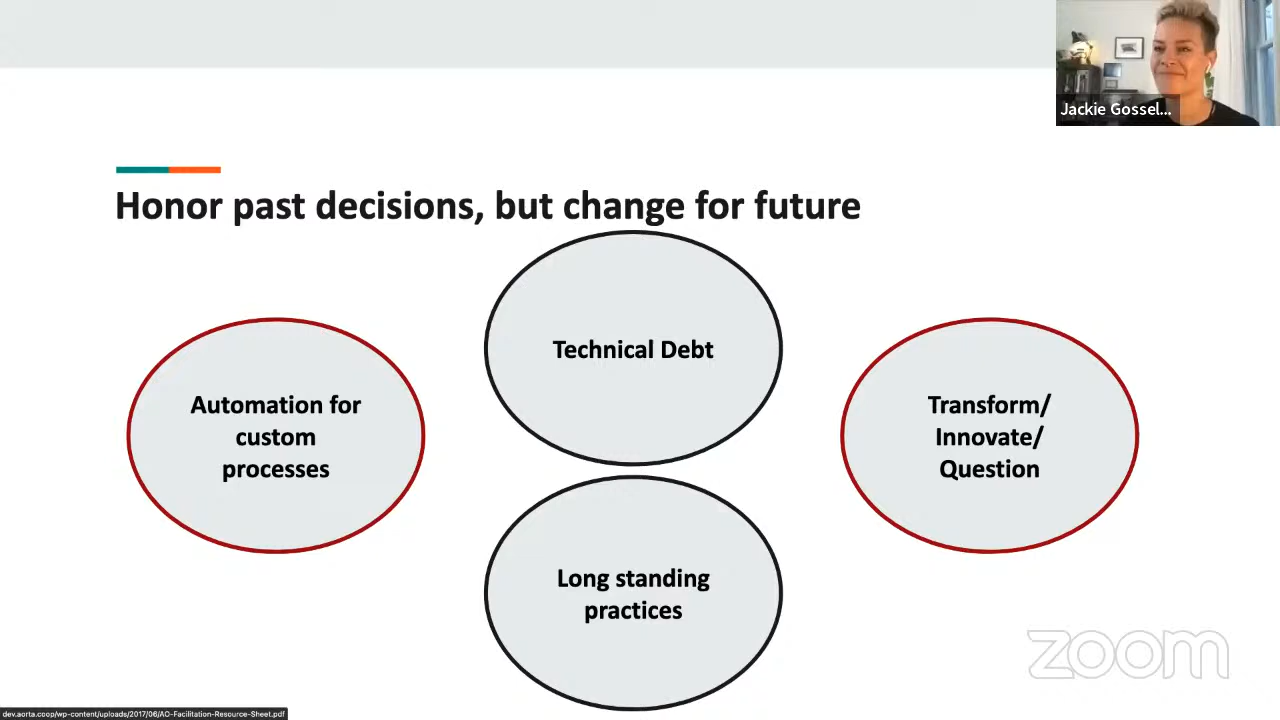 Jackie Gossel...
Honor past decisions, but change for future
Technical Debt
Automation for
custom
processes
Transform/
Innovate/
Question
Long standing
practices
zoom
dev.aorta.coop/wp-content/uploads/2017/06/AO-Facilitation-Resource-Sheet.pdf